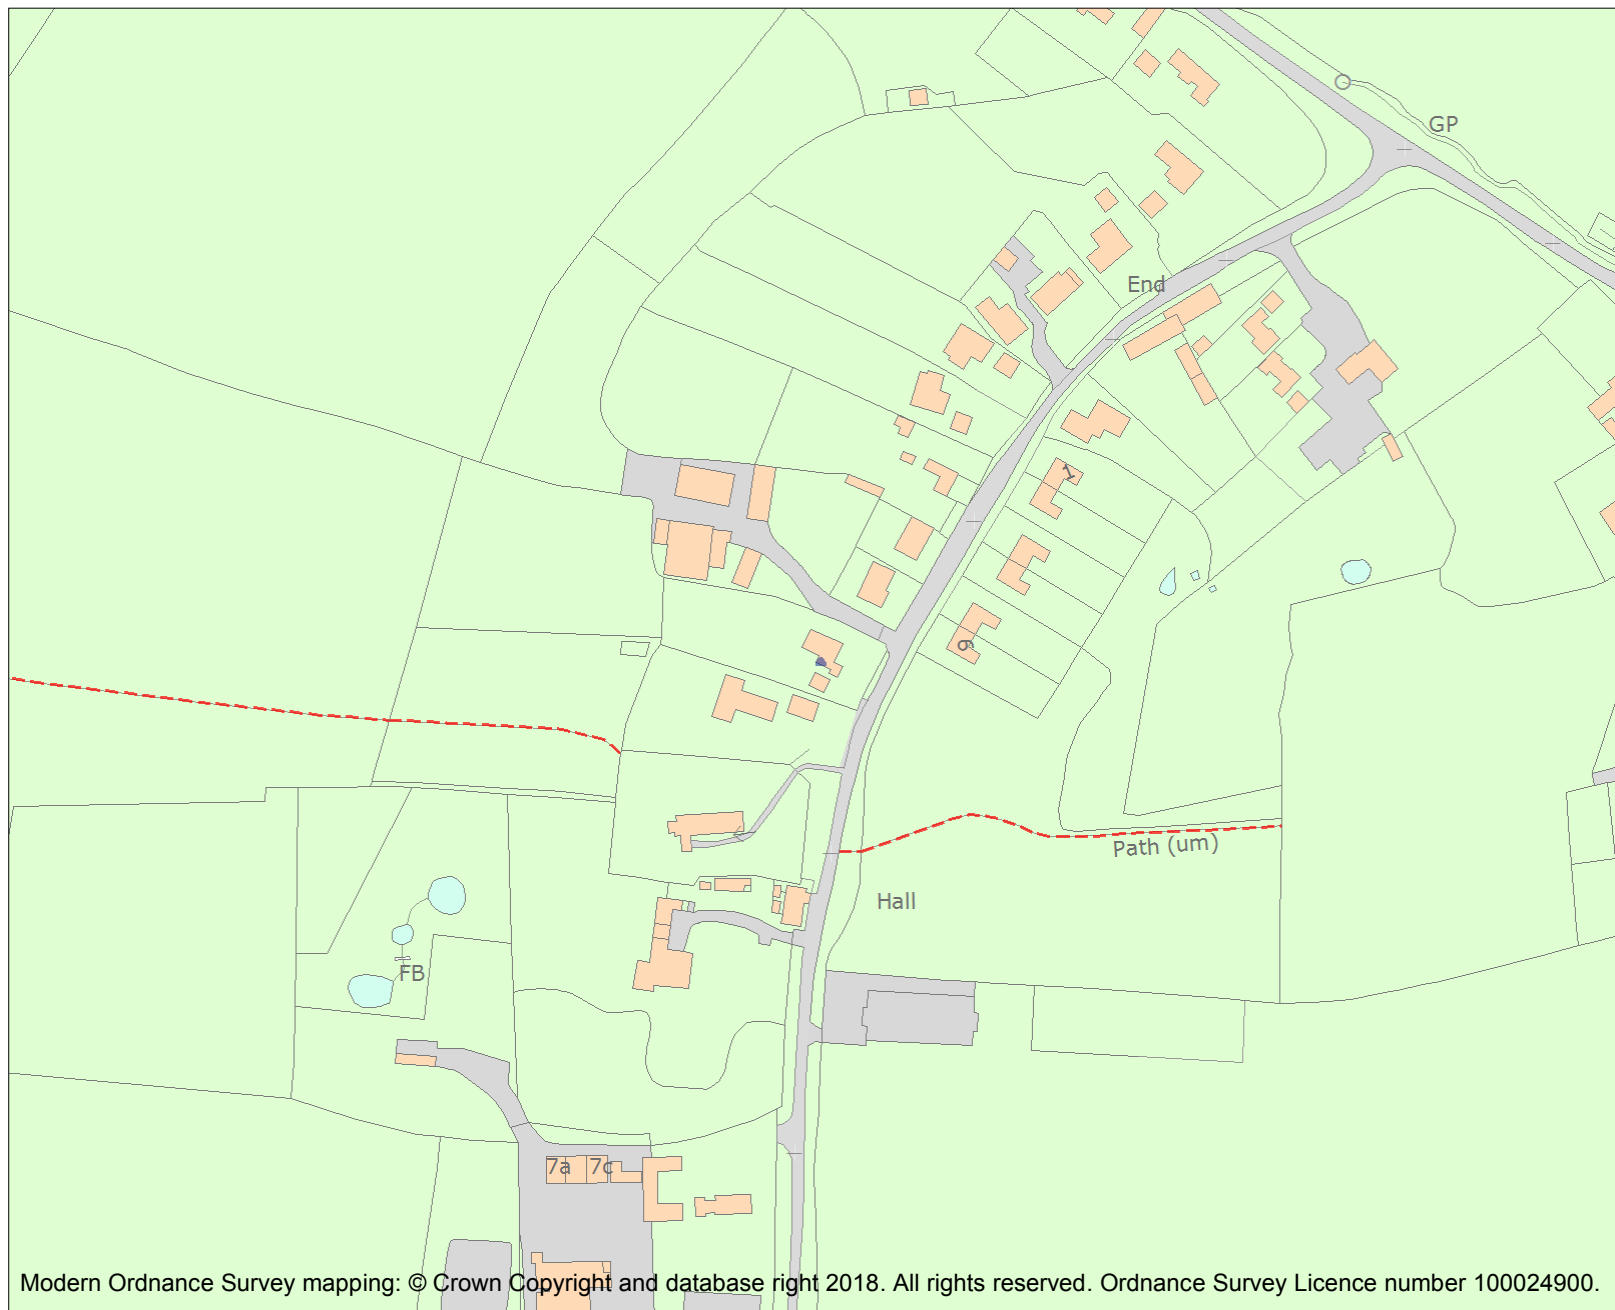 GP
End
1
9
Path (um)
Hall
FB
7a
7c
Modern Ordnance Survey mapping: © Crown Copyright and database right 2018. All rights reserved. Ordnance Survey Licence number 100024900.